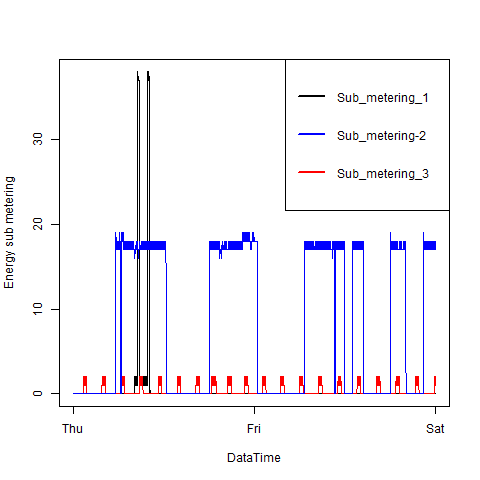 Sub_metering_1
Sub_metering-2
Sub_metering_3
Energy sub metering
30
20
10
0
Thu Fri Sat
DataTime